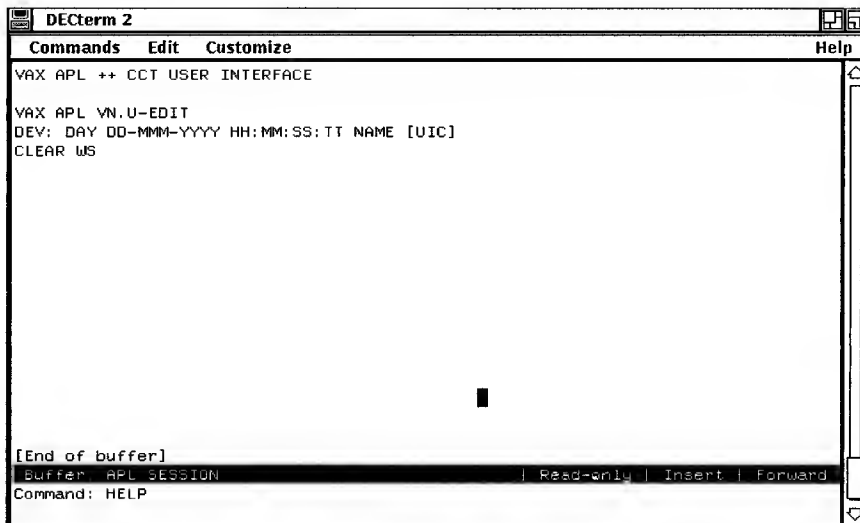 DECterm 2
Commands Edit Customize Help
VAX APL ++ CCT USER INTERFACE
VAX APL VN.U-EDIT
DEV: DAY DD-MMM-YYYY HH:MM:SS:TT NAME [UIC]
CLEAR WS
[End of buffer]
Buffer: APL SESSION | Read-only | Insert | Forward
Command: HELP